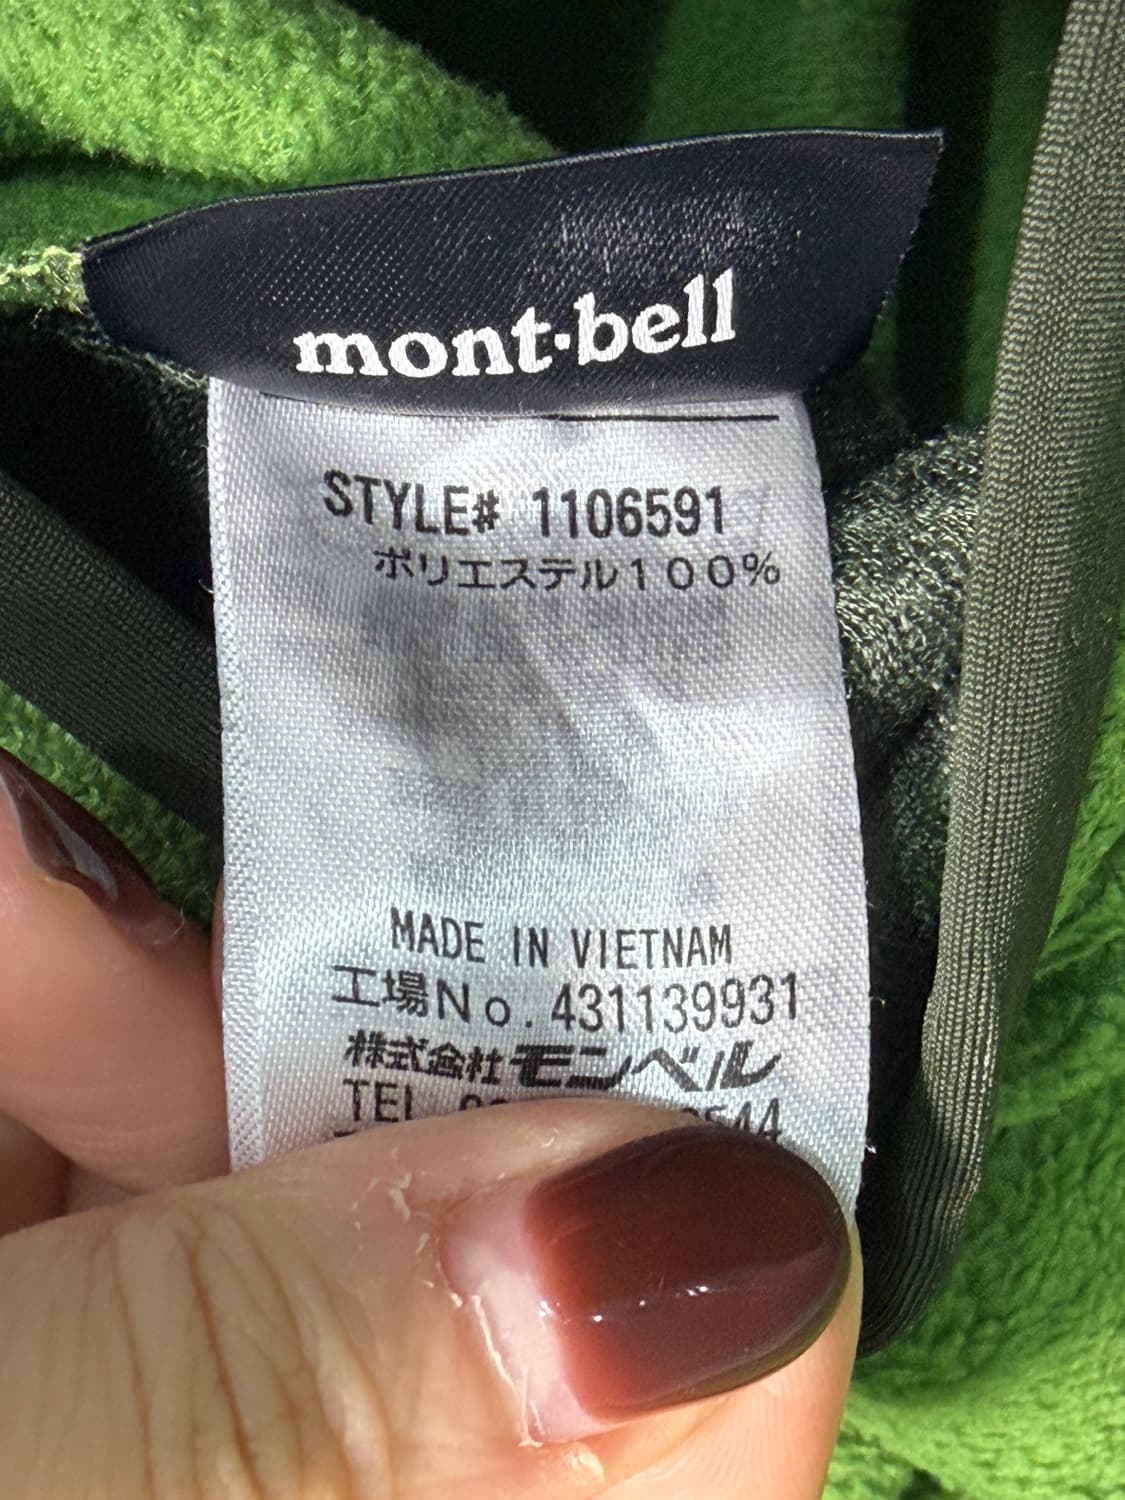 mont·bell
STYLE# 1106591
ポリエステル100%
MADE IN VIETNAM
工場No. 431139931
株式会社モンベル
TEL